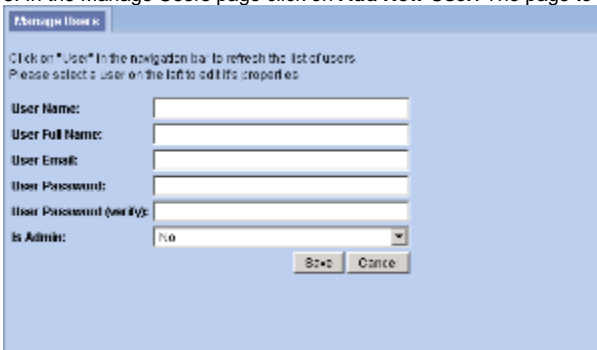 In the Manage Users page click on Add New User. The page to
Manage Users
Click on "User" in the navigation bar to refresh the list of users.
Please select a user on the left to edit it's properties
User Name:
User Full Name:
User Email:
User Password:
User Password (verify):
Is Admin:
No
Save
Cancel